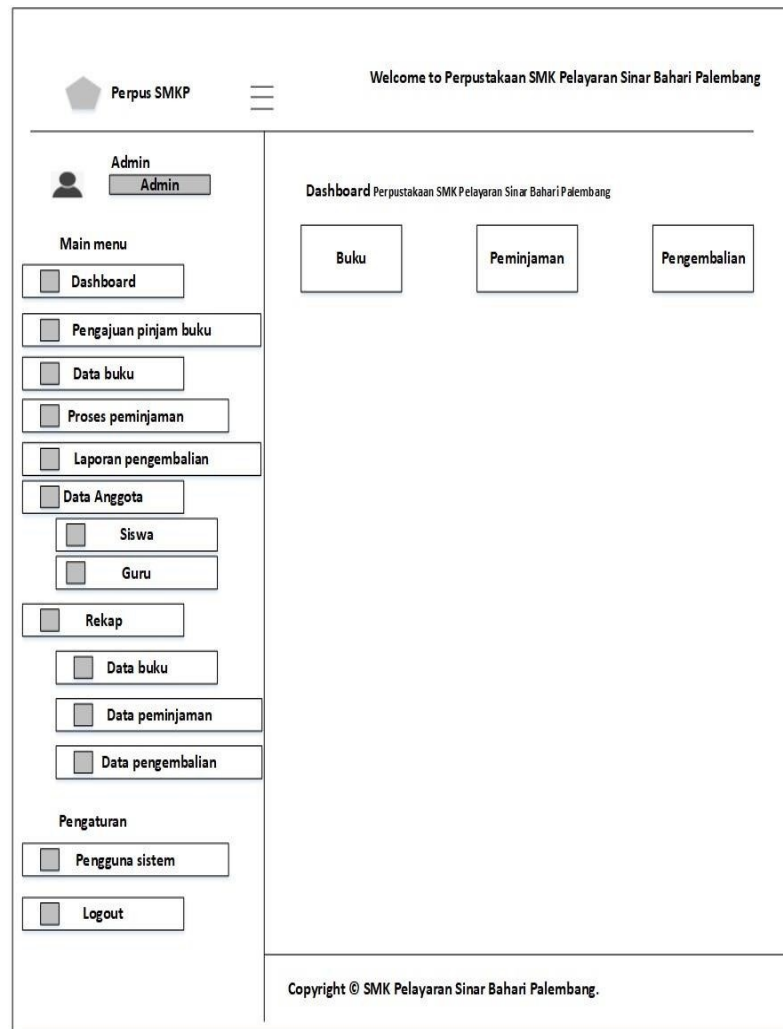 Perpus SMKP
Welcome to Perpustakaan SMK Pelayaran Sinar Bahari Palembang
Admin
Admin
Main menu
Dashboard
Pengajuan pinjam buku
Data buku
Proses peminjaman
Laporan pengembalian
Data Anggota
Siswa
Guru
Rekap
Data buku
Data peminjaman
Data pengembalian
Pengaturan
Pengguna sistem
Logout
Dashboard Perpustakaan SMK Pelayaran Sinar Bahari Palembang
Buku
Peminjaman
Pengembalian
Copyright © SMK Pelayaran Sinar Bahari Palembang.